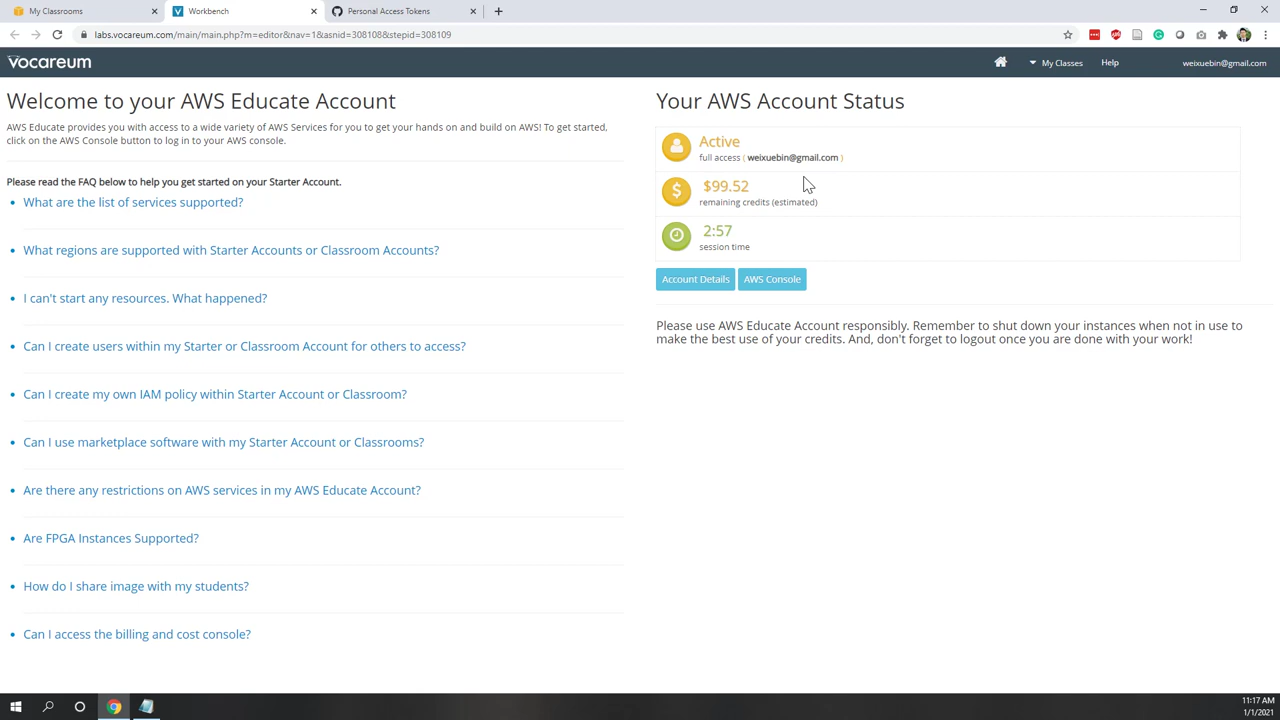 My Classrooms
Workbench
Personal Access Tokens
labs.vocareum.com/main/main.php?m=editor&nav=1&asnid=308108&stepid=308109
vocareum
My Classes
Help
weixuebin@gmail.com
Welcome to your AWS Educate Account
AWS Educate provides you with access to a wide variety of AWS Services for you to get your hands on and build on AWS! To get started,
click on the AWS Console button to log in to your AWS console.
Please read the FAQ below to help you get started on your Starter Account.
What are the list of services supported?
What regions are supported with Starter Accounts or Classroom Accounts?
I can't start any resources. What happened?
Can I create users within my Starter or Classroom Account for others to access?
Can I create my own IAM policy within Starter Account or Classroom?
Can I use marketplace software with my Starter Account or Classrooms?
Are there any restrictions on AWS services in my AWS Educate Account?
Are FPGA Instances Supported?
How do I share image with my students?
Can I access the billing and cost console?
Your AWS Account Status
Active
full access ( weixuebin@gmail.com )
$99.52
remaining credits (estimated)
2:57
session time
Account Details
AWS Console
Please use AWS Educate Account responsibly. Remember to shut down your instances when not in use to
make the best use of your credits. And, don't forget to logout once you are done with your work!
11:17 AM
1/1/2021